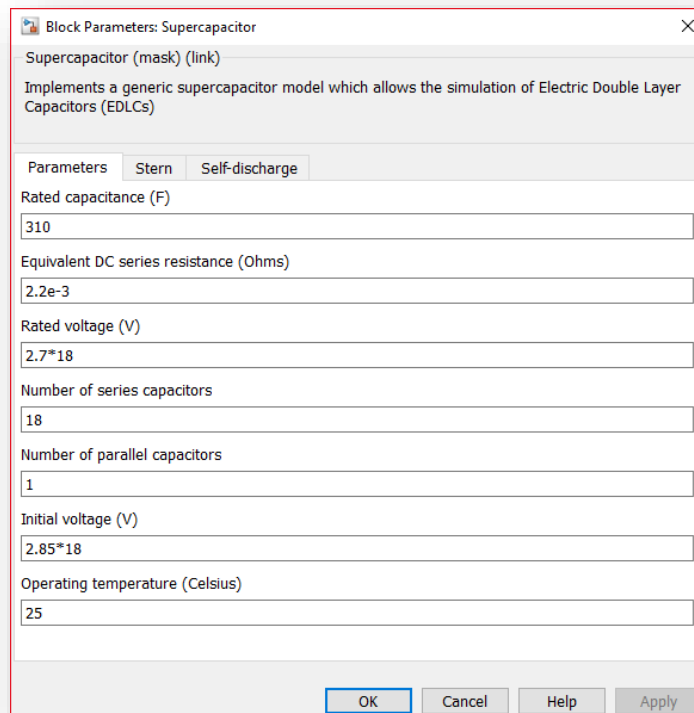 Block Parameters: Supercapacitor
Supercapacitor (mask) (link)
Implements a generic supercapacitor model which allows the simulation of Electric Double Layer
Capacitors (EDLCs)
Parameters Stern Self-discharge
Rated capacitance (F)
310
Equivalent DC series resistance (Ohms)
2.2e-3
Rated voltage (V)
2.7*18
Number of series capacitors
18
Number of parallel capacitors
1
Initial voltage (V)
2.85*18
Operating temperature (Celsius)
25
OK Cancel Help Apply